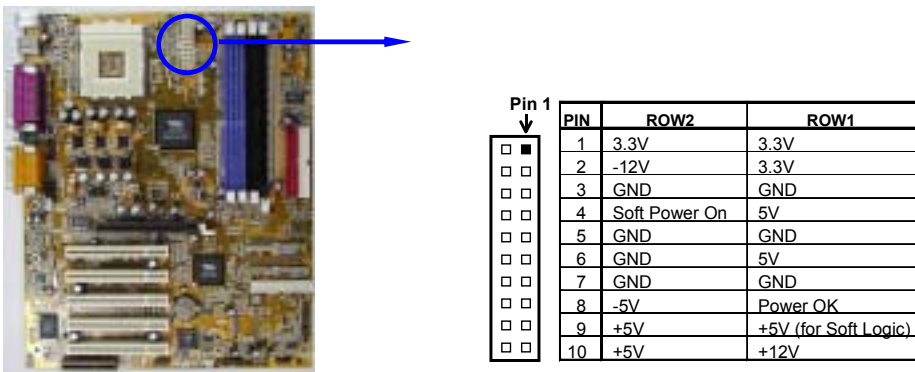 Pin 1
PIN ROW2 ROW1
1 3.3V 3.3V
2 -12V 3.3V
3 GND GND
4 Soft Power On 5V
5 GND GND
6 GND 5V
7 GND GND
8 -5V Power OK
9 +5V +5V (for Soft Logic)
10 +5V +12V